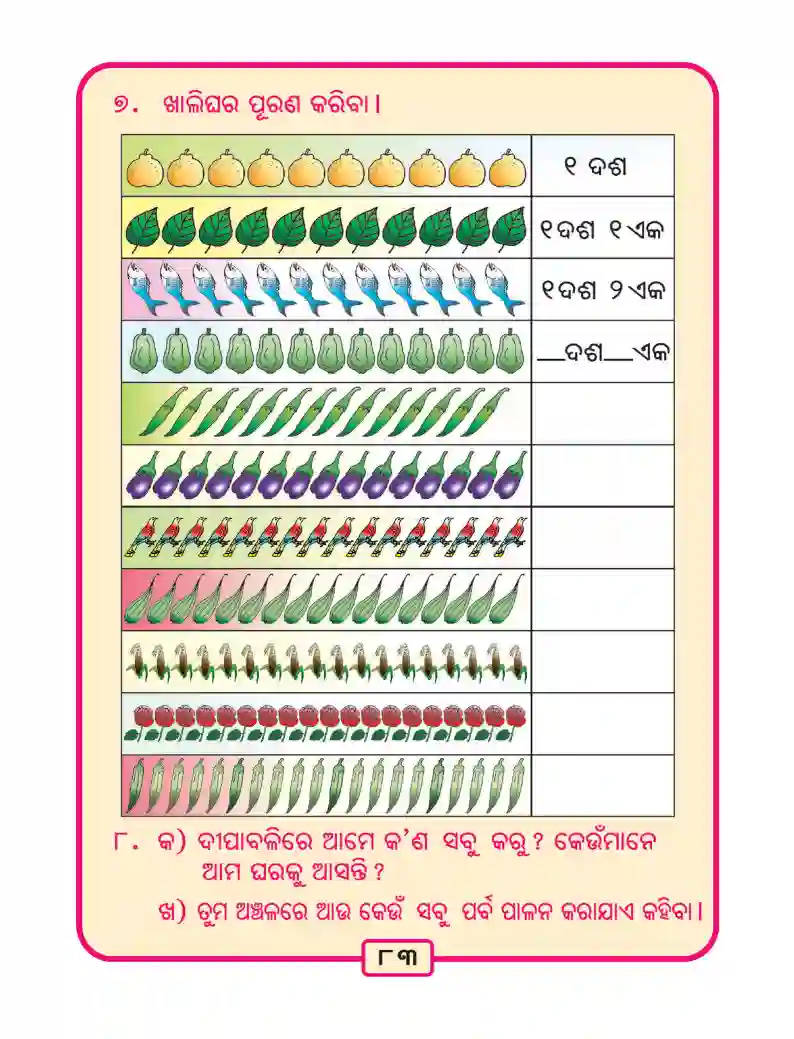 ୭. ଖାଲିଘର ପୂରଣ କରିବା।
୧ ଦଶ
୧ଦଶ ୧ଏକ
୧ଦଶ ୨ଏକ
__ଦଶ__ଏକ
୮. କ) ଦୀପାବଳିରେ ଆମେ କ'ଣ ସବୁ କରୁ? କେଉଁମାନେ
ଆମ ଘରକୁ ଆସନ୍ତି?
ଖ) ତୁମ ଅଞ୍ଚଳରେ ଆଉ କେଉଁ ସବୁ ପର୍ବ ପାଳନ କରାଯାଏ କହିବା।
୮୩